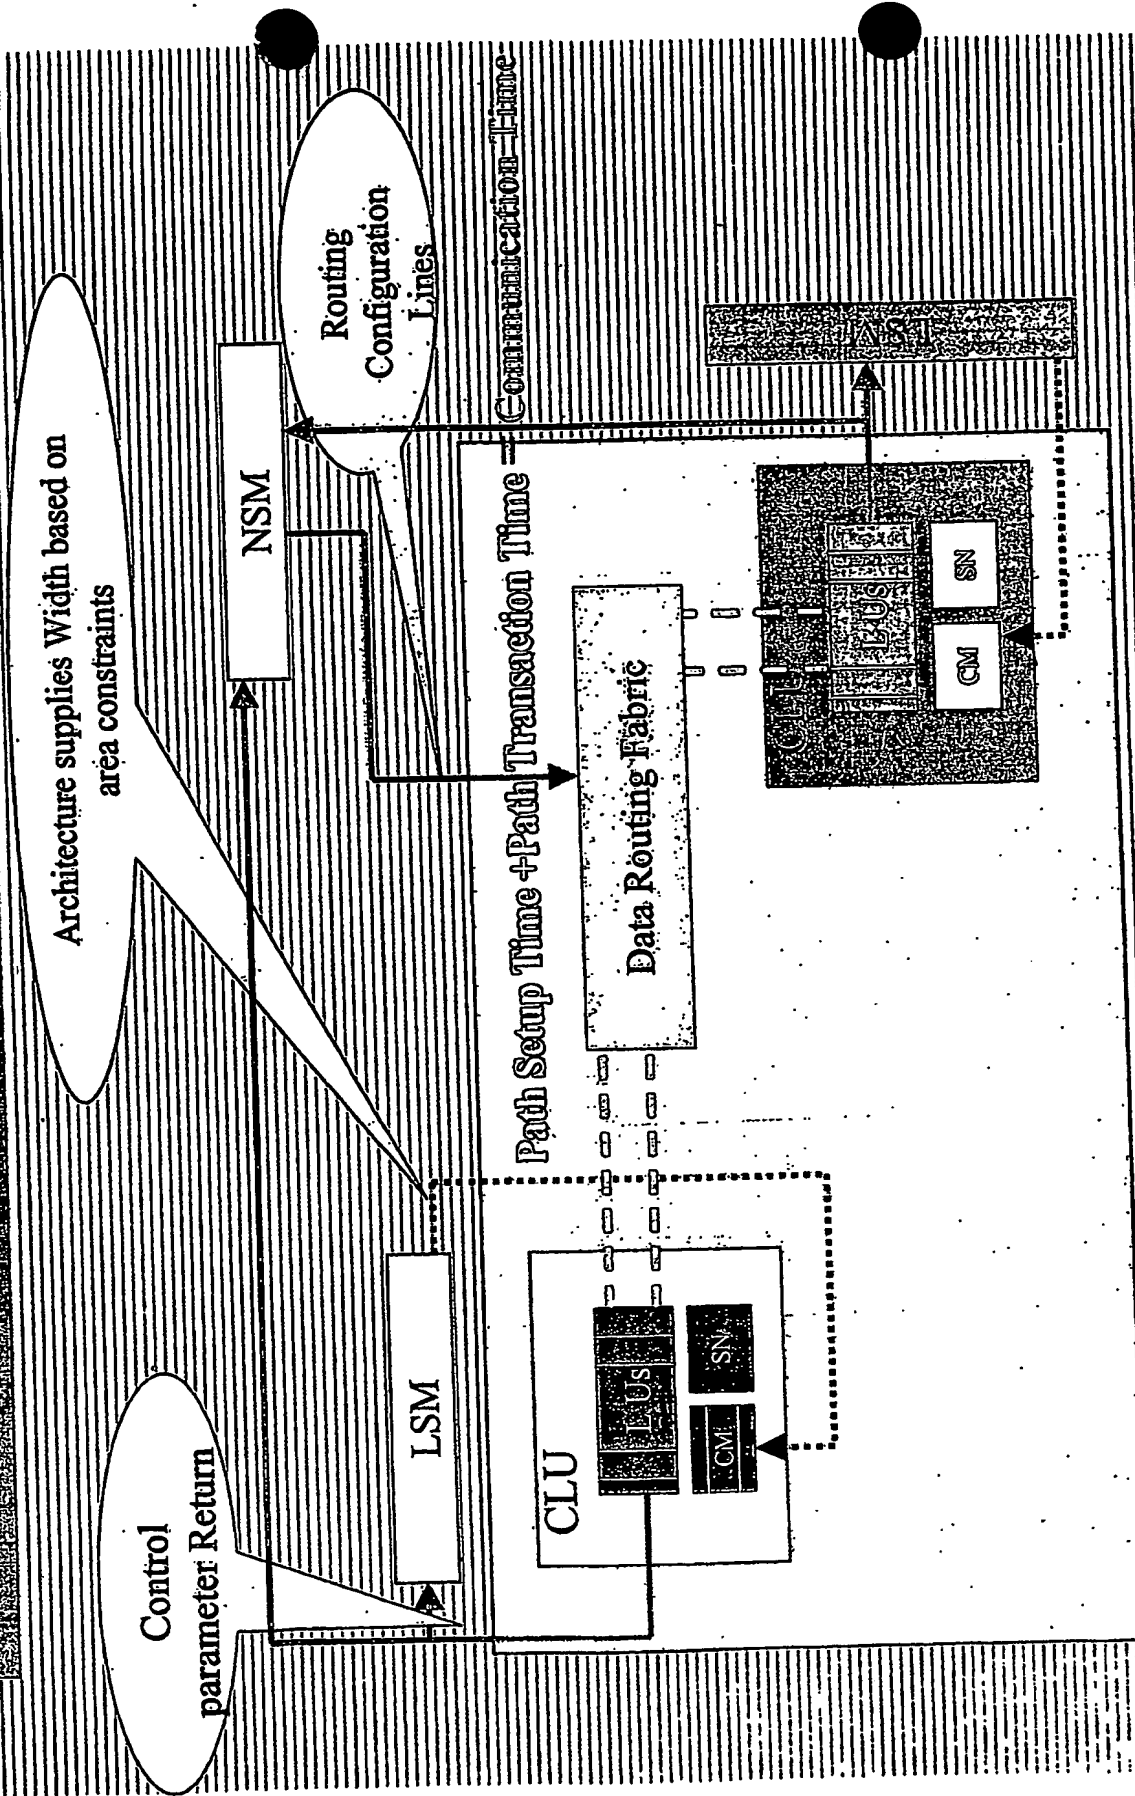 Architecture supplies Width based on
area constraints
Control
parameter Return
NSM
Routing
Configuration
Lines
LSM
Path Setup Time +Path Transaction Time = Communication Time
CLU
LUs
CM
SN
Data Routing Fabric
LUs
CM
SN